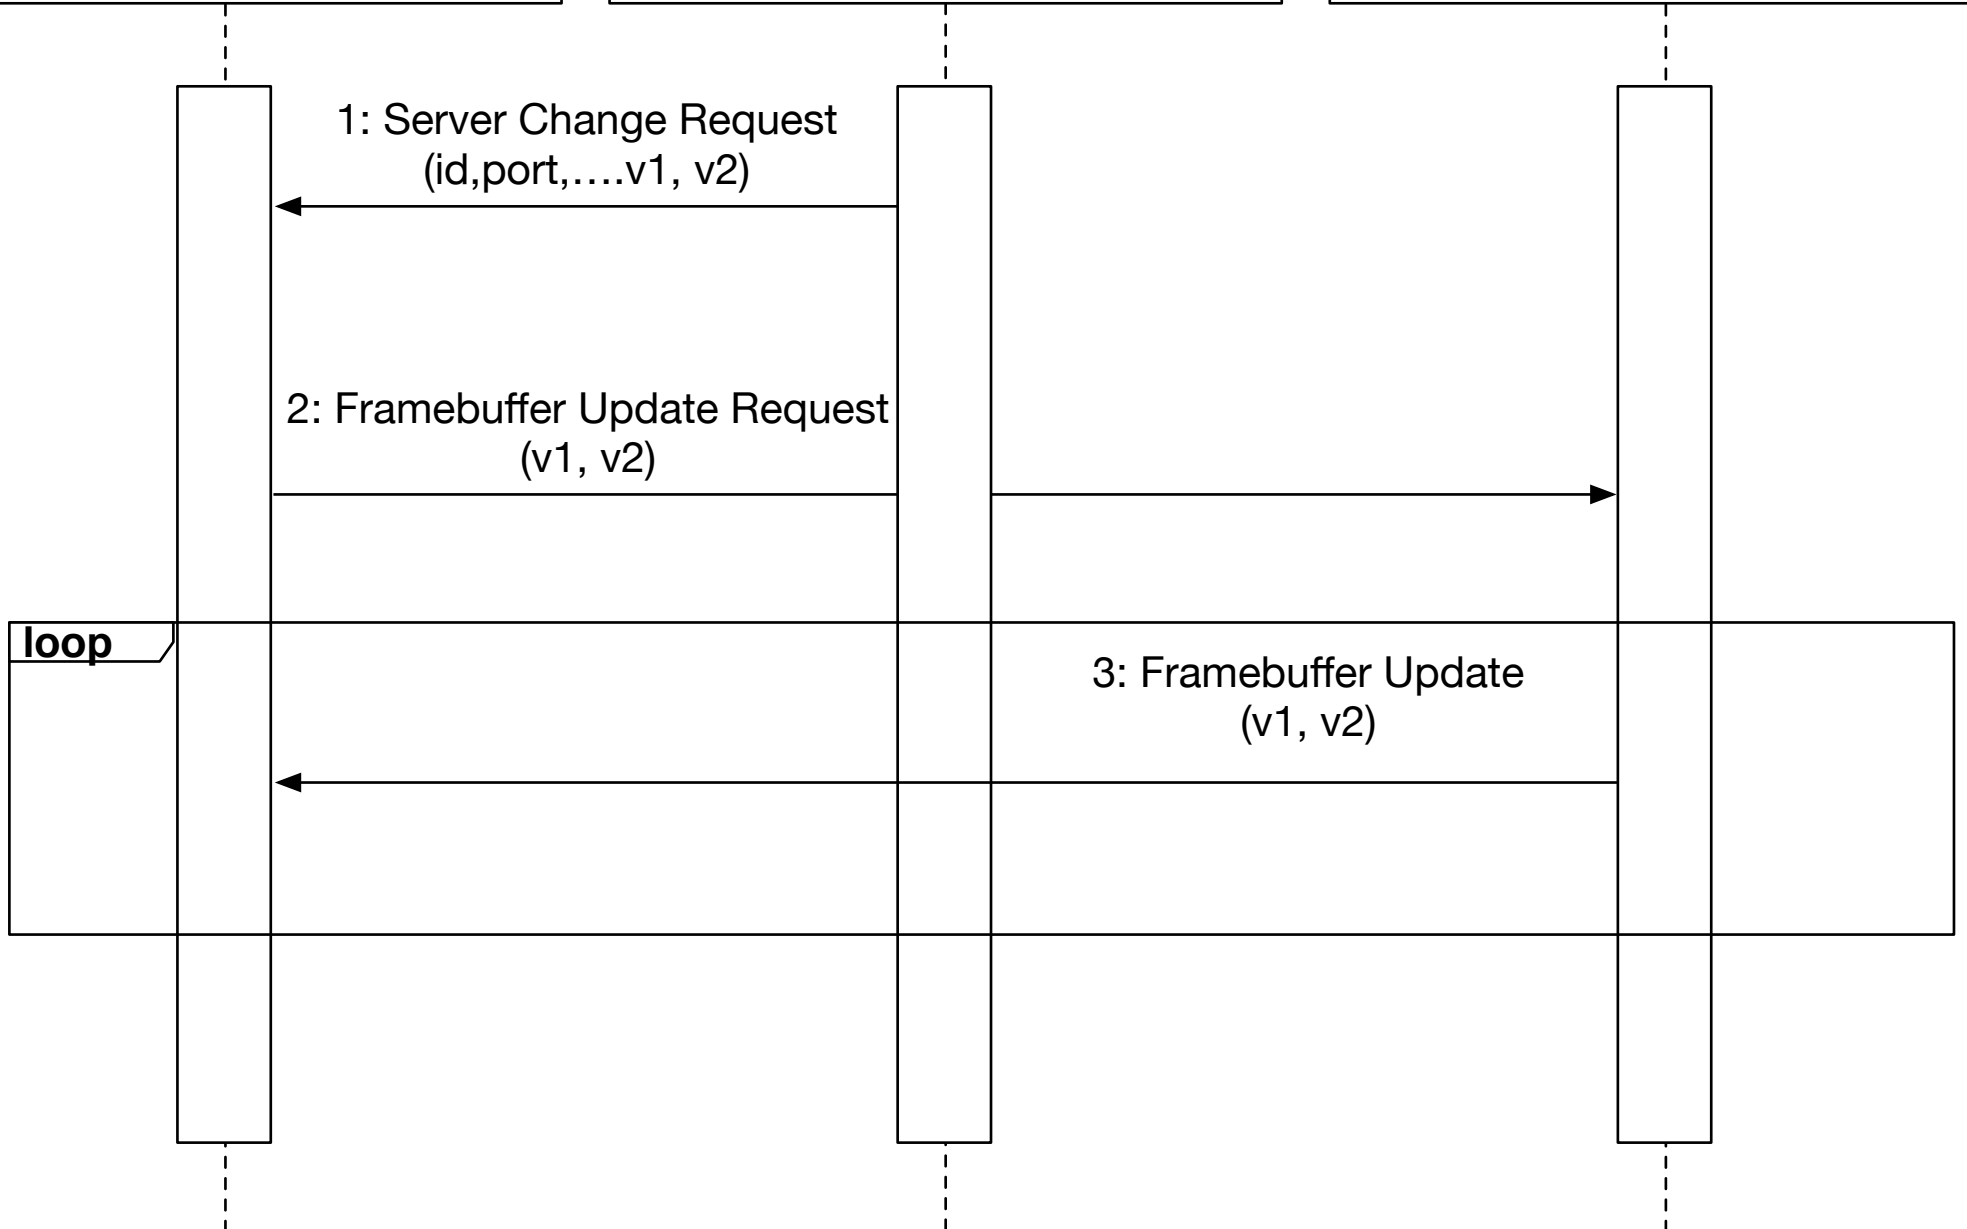 1: Server Change Request
(id,port,....v1, v2)
2: Framebuffer Update Request
(v1, v2)
loop
3: Framebuffer Update
(v1, v2)